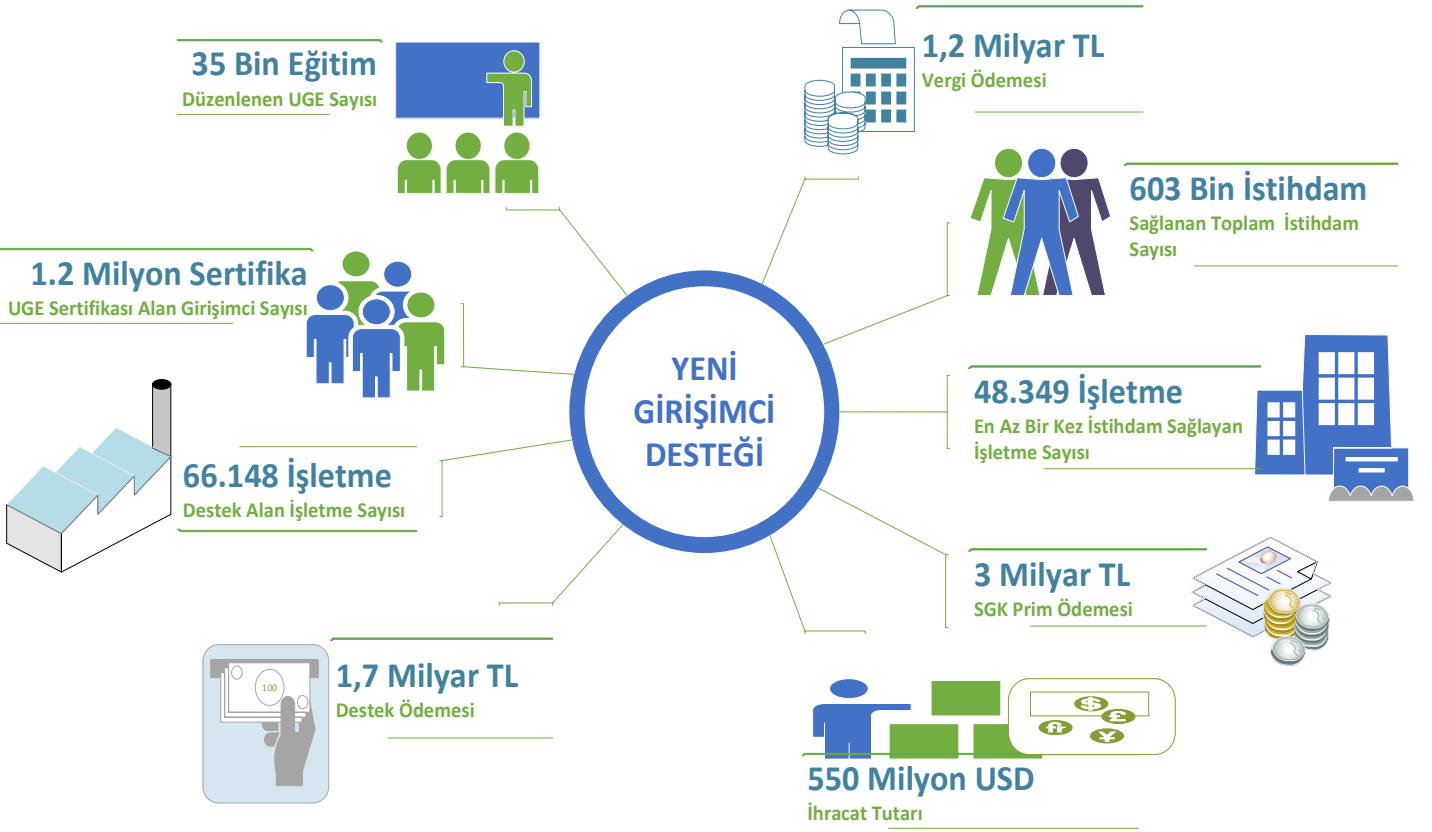 35 Bin Eğitim
Düzenlenen UGE Sayısı
1.2 Milyon Sertifika
UGE Sertifikası Alan Girişimci Sayısı
66.148 İşletme
Destek Alan İşletme Sayısı
100
1,7 Milyar TL
Destek Ödemesi
YENİ
GİRİŞİMCİ
DESTEĞİ
1,2 Milyar TL
Vergi Ödemesi
603 Bin İstihdam
Sağlanan Toplam İstihdam
Sayısı
48.349 İşletme
En Az Bir Kez İstihdam Sağlayan
İşletme Sayısı
3 Milyar TL
SGK Prim Ödemesi
$
£
¥
550 Milyon USD
İhracat Tutarı